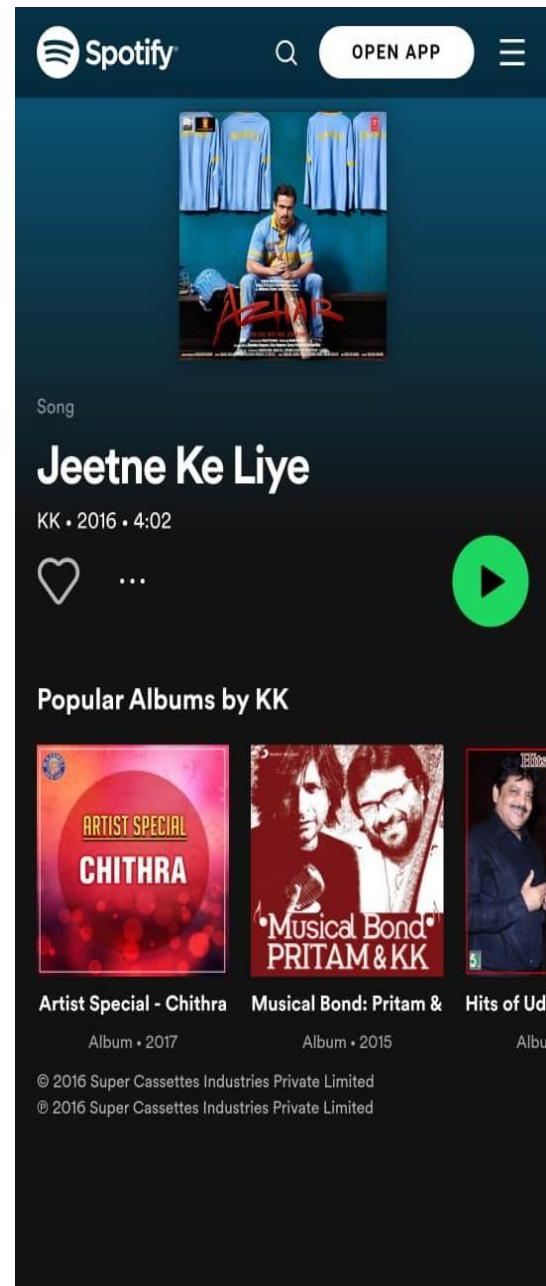 Spotify
OPEN APP
AZHAR
Song
Jeetne Ke Liye
KK • 2016 • 4:02
...
Popular Albums by KK
ARTIST SPECIAL
CHITHRA
•Musical Bond•
PRITAM & KK
Hits
5
Artist Special - Chithra
Musical Bond: Pritam &
Hits of Ud
Album • 2017
Album • 2015
Albu
© 2016 Super Cassettes Industries Private Limited
℗ 2016 Super Cassettes Industries Private Limited